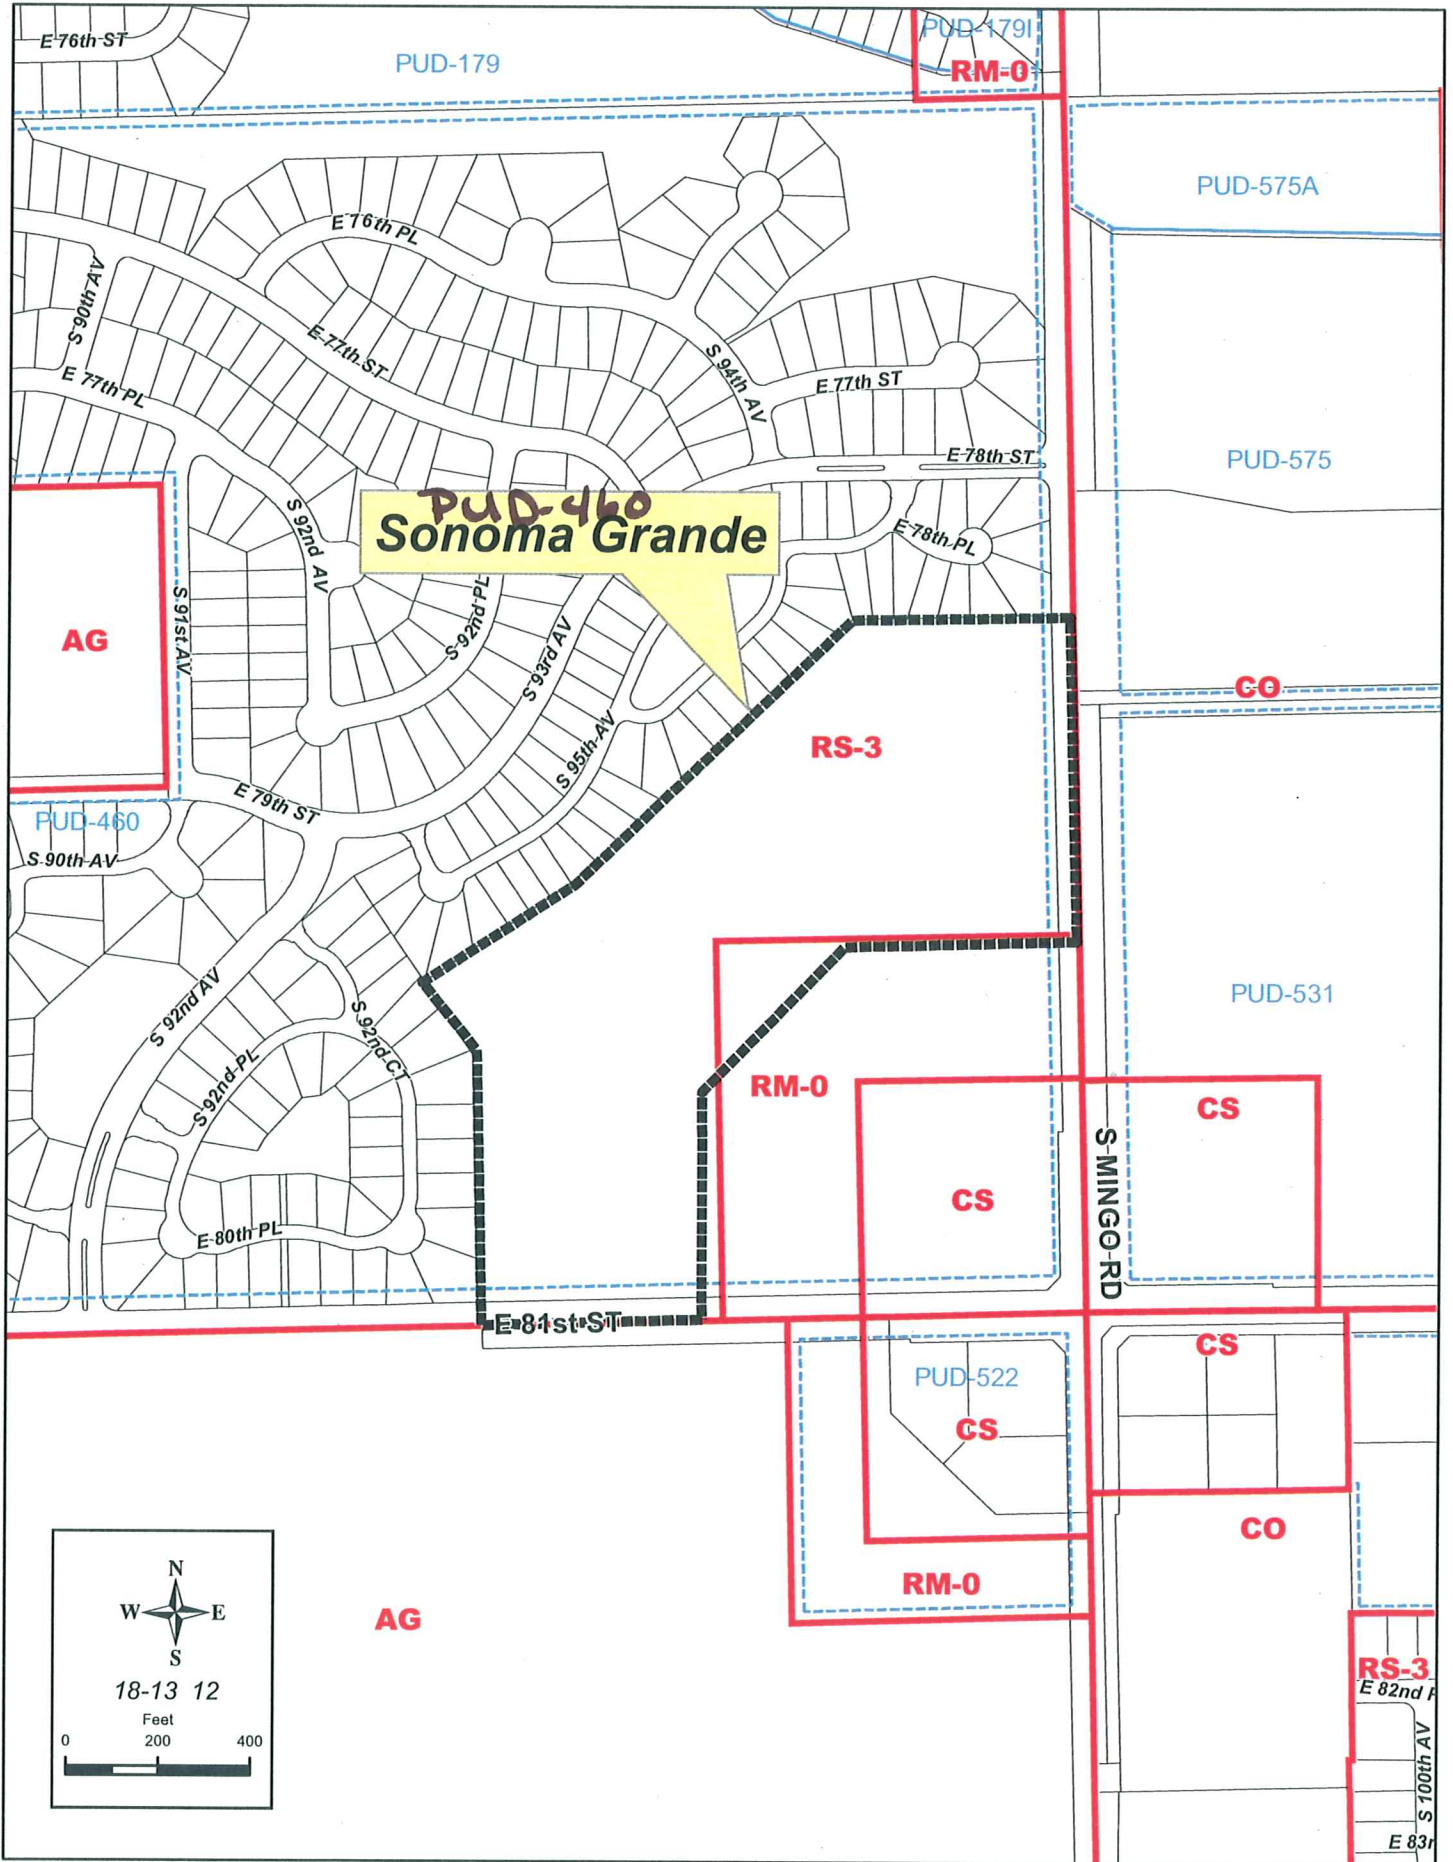 E 76th ST
PUD-179
PUD-179I
RM-0
PUD-575A
E 76th PL
S 90th AV
E 77th ST
S 94th AV
E 77th PL
E 77th ST
E 78th ST
PUD-575
PUD-460
Sonoma Grande
S 92nd AV
E 78th PL
S 91st AV
AG
S 92nd PL
S 93rd AV
CO
RS-3
S 95th AV
E 79th ST
PUD-460
S 90th AV
PUD-531
S 92nd AV
S 92nd CT
S 92nd PL
RM-0
CS
CS
S MINGO RD
E 80th PL
E 81st ST
CS
PUD-522
CS
CO
RM-0
AG
N
W E
S
18-13 12
Feet
0 200 400
RS-3
E 82nd
S 100th AV
E 83r